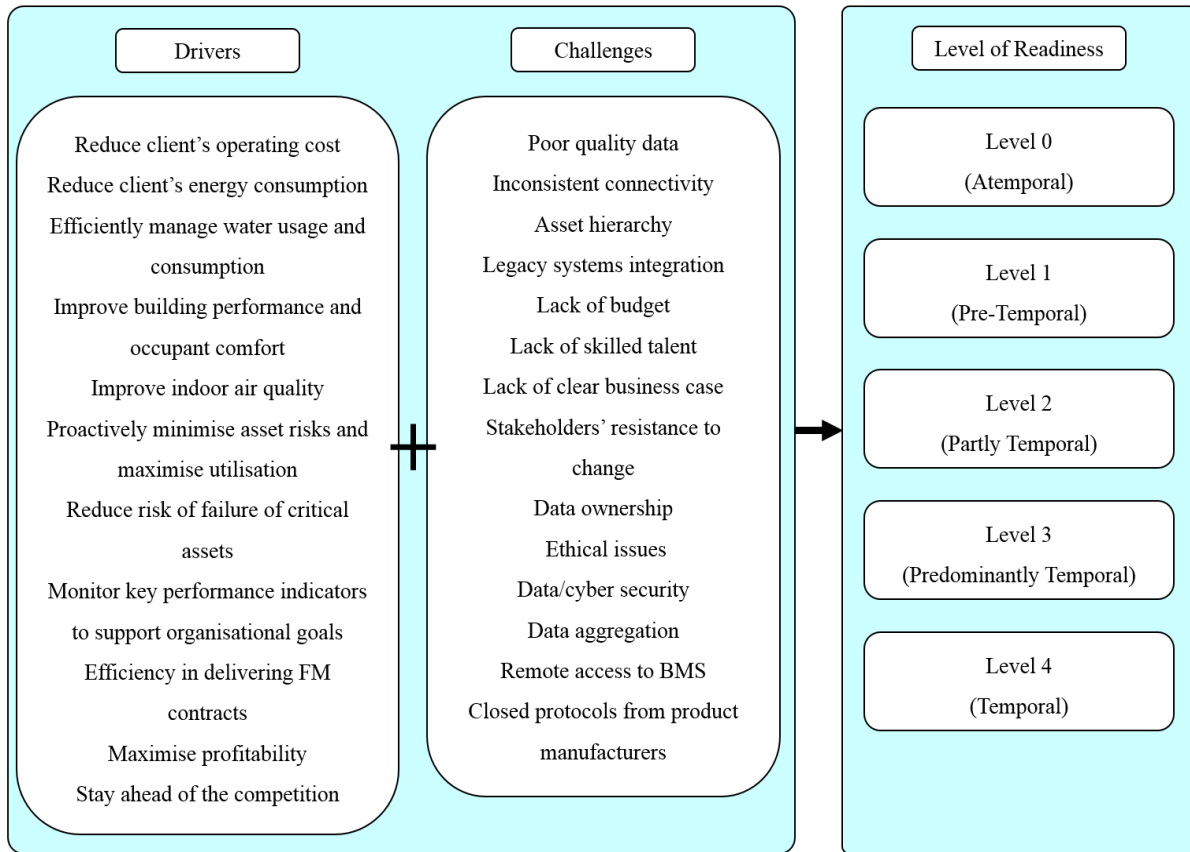 Drivers
Reduce client’s operating cost
Reduce client’s energy consumption
Efficiently manage water usage and
consumption
Improve building performance and
occupant comfort
Improve indoor air quality
Proactively minimise asset risks and
maximise utilisation
Reduce risk of failure of critical
assets
Monitor key performance indicators
to support organisational goals
Efficiency in delivering FM
contracts
Maximise profitability
Stay ahead of the competition
Challenges
Poor quality data
Inconsistent connectivity
Asset hierarchy
Legacy systems integration
Lack of budget
Lack of skilled talent
Lack of clear business case
Stakeholders’ resistance to
change
Data ownership
Ethical issues
Data/cyber security
Data aggregation
Remote access to BMS
Closed protocols from product
manufacturers
Level of Readiness
Level 0
(Atemporal)
Level 1
(Pre-Temporal)
Level 2
(Partly Temporal)
Level 3
(Predominantly Temporal)
Level 4
(Temporal)